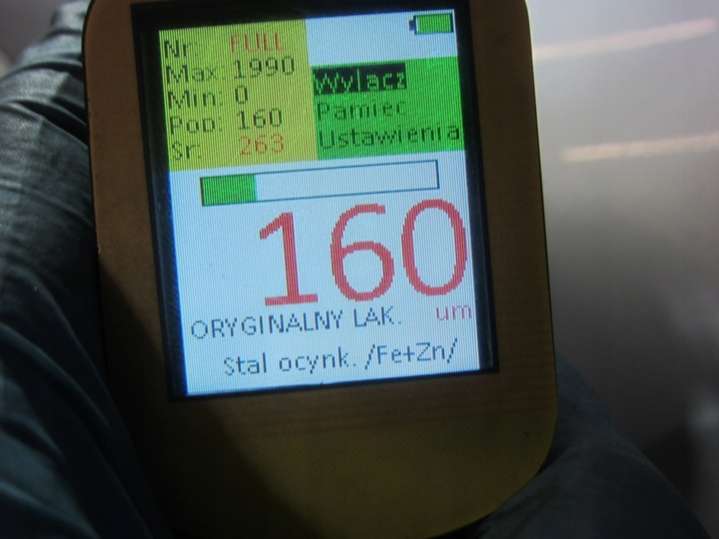 Nr: FULL
Max: 1990
Min: 0
Pop: 160
Sr: 263
Wylacz
Pamiec
Ustawienia
160
um
ORYGINALNY LAK.
Stal ocynk. /Fe+Zn/